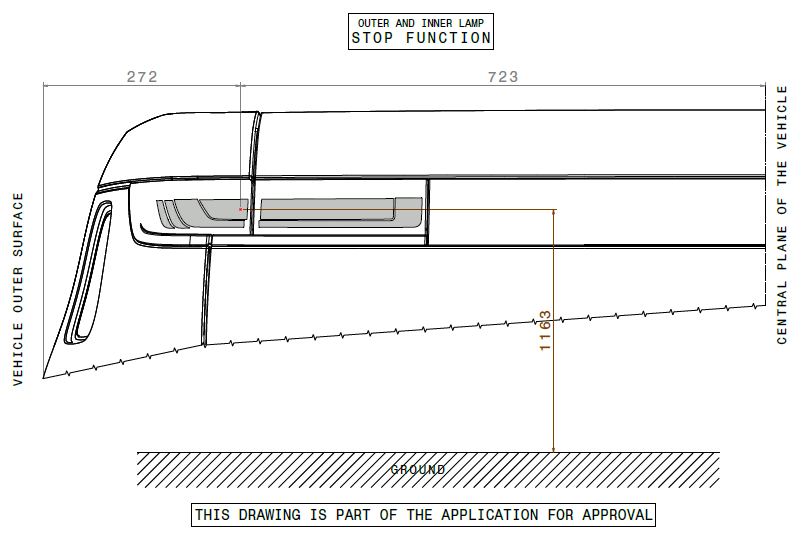 OUTER AND INNER LAMP
STOP FUNCTION
272
723
VEHICLE OUTER SURFACE
CENTRAL PLANE OF THE VEHICLE
1163
GROUND
THIS DRAWING IS PART OF THE APPLICATION FOR APPROVAL